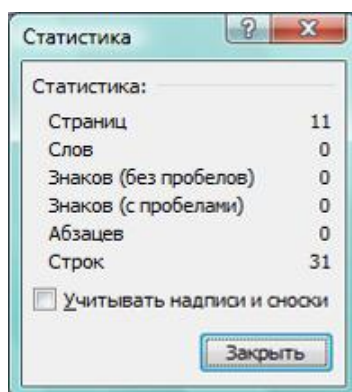 Статистика
Статистика:
Страниц 11
Слов 0
Знаков (без пробелов) 0
Знаков (с пробелами) 0
Абзацев 0
Строк 31
Учитывать надписи и сноски
Закрыть